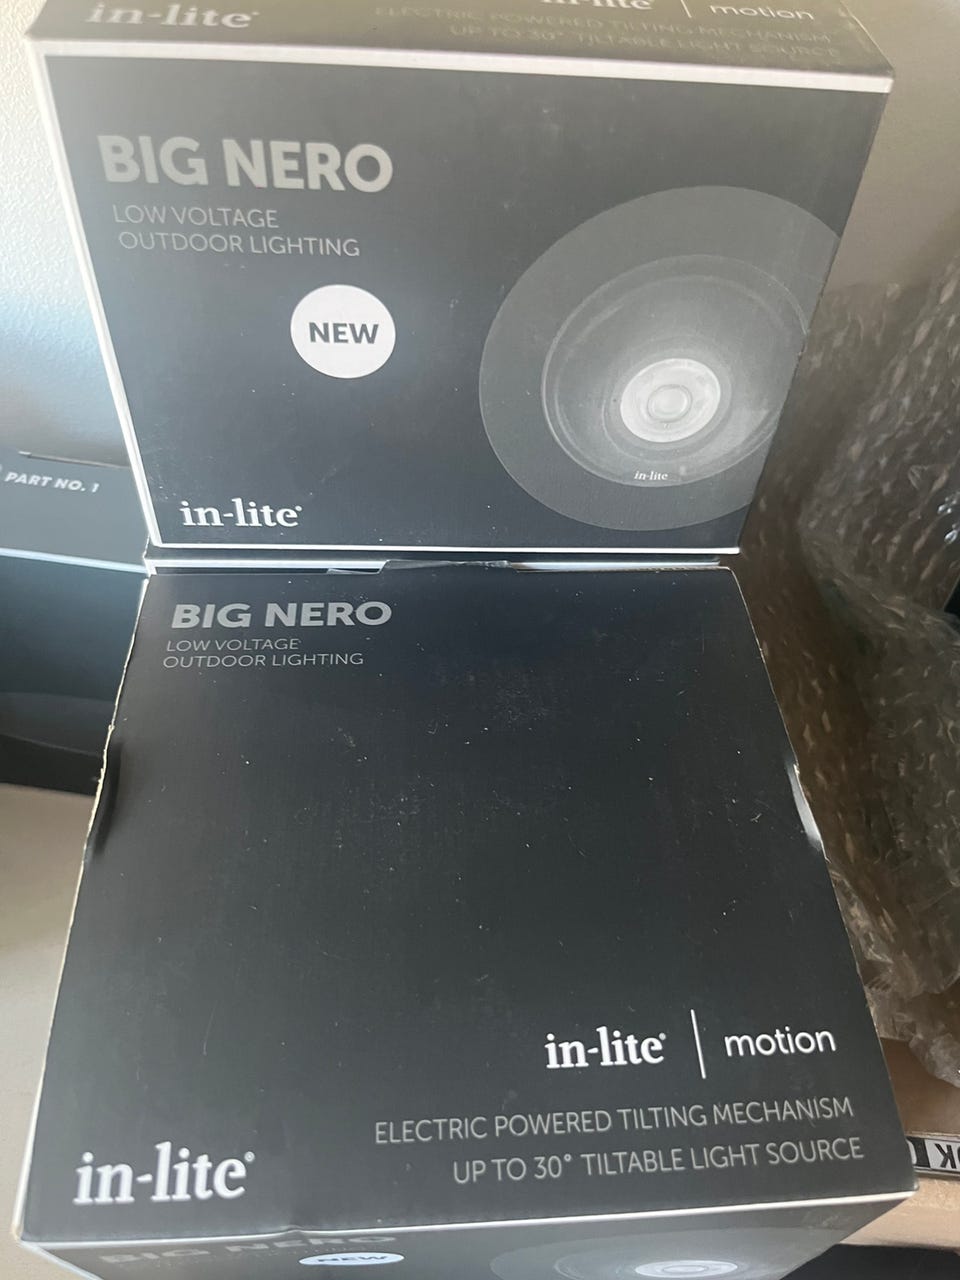 in-lite®
in-lite® | motion
ELECTRIC POWERED TILTING MECHANISM
UP TO 30° TILTABLE LIGHT SOURCE
BIG NERO
LOW VOLTAGE
OUTDOOR LIGHTING
NEW
in-lite
in-lite®
PART NO. 1
BIG NERO
LOW VOLTAGE
OUTDOOR LIGHTING
in-lite® | motion
ELECTRIC POWERED TILTING MECHANISM
UP TO 30° TILTABLE LIGHT SOURCE
in-lite®
BIG NERO
NEW